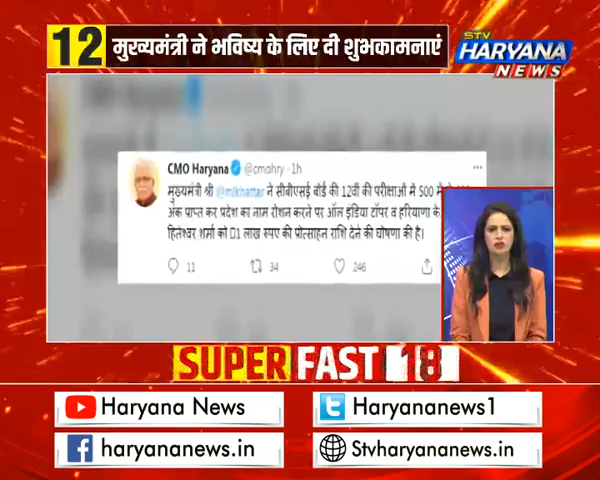 12
मुख्यमंत्री ने भविष्य के लिए दी शुभकामनाएं
STV
HARYANA
NEWS
CMO Haryana @cmohry · 1h
मुख्यमंत्री श्री @mlkhattar ने सीबीएसई बोर्ड की 12वीं की परीक्षाओं में 500 में
अंक प्राप्त कर प्रदेश का नाम रोशन करने पर ऑल इंडिया टॉपर व हरियाणा के
हितेश्वर शर्मा को 1 लाख रुपए की प्रोत्साहन राशि देने की घोषणा की है।
11 34 246
SUPER FAST 18
Haryana News
Haryananews1
haryananews.in
Stvharyananews.in